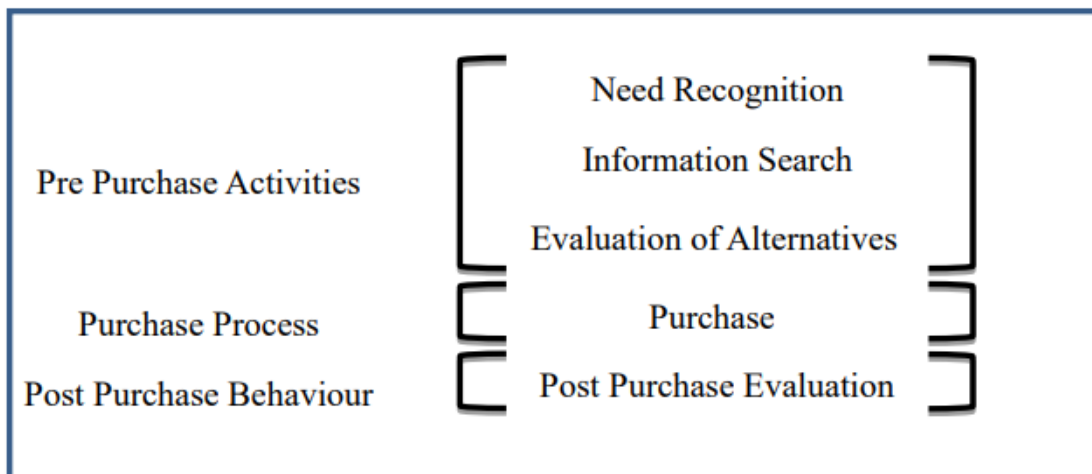 Need Recognition
Information Search
Pre Purchase Activities
Evaluation of Alternatives
Purchase Process
Purchase
Post Purchase Behaviour
Post Purchase Evaluation